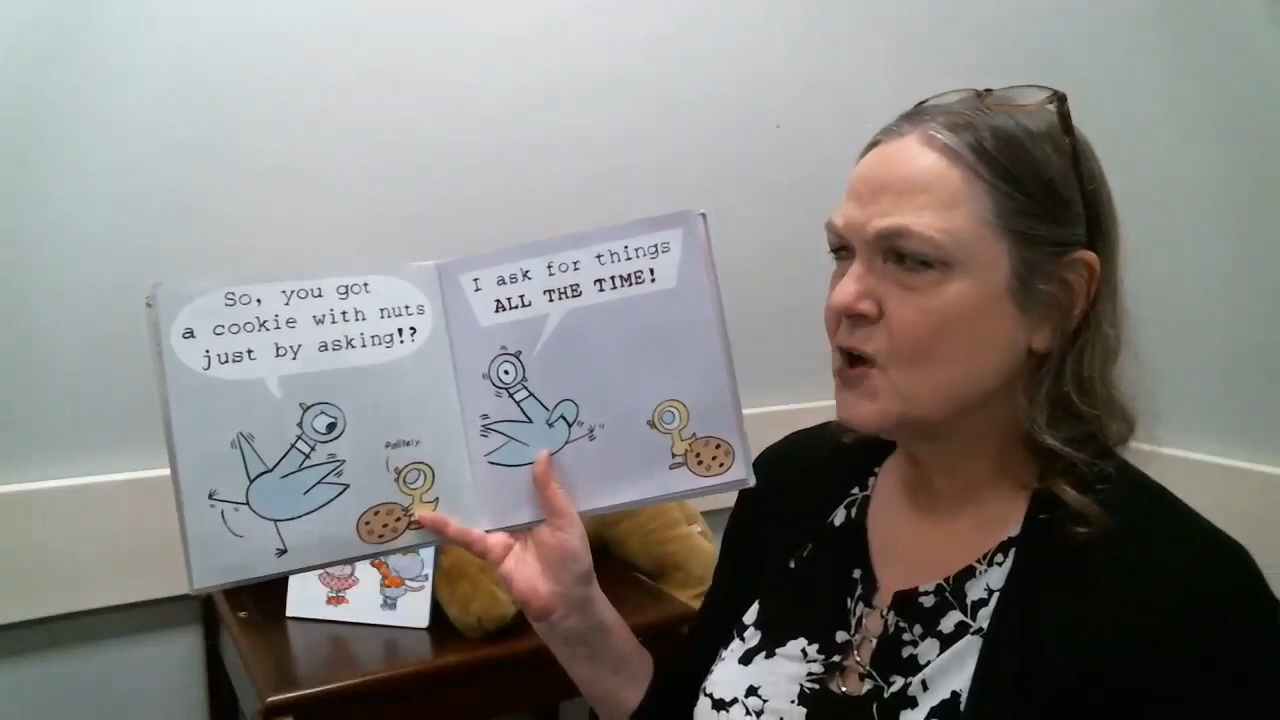 So, you got
a cookie with nuts
just by asking!?
Politely.
I ask for things
ALL THE TIME!